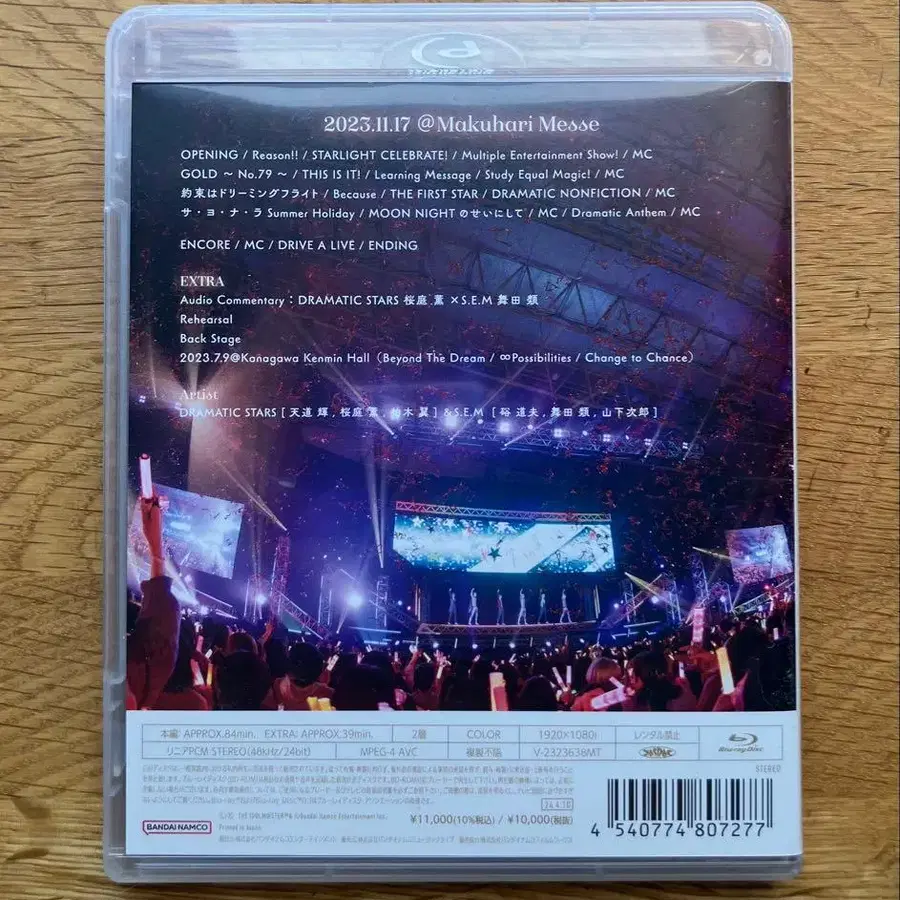 2023.11.17 @Makuhari Messe
OPENING / Reason!! / STARLIGHT CELEBRATE! / Multiple Entertainment Show! / MC
GOLD ～ No.79 ～ / THIS IS IT! / Learning Message / Study Equal Magic! / MC
約束はドリーミングフライト / Because / THE FIRST STAR / DRAMATIC NONFICTION / MC
サ・ヨ・ナ・ラ Summer Holiday / MOON NIGHT のせいにして / MC / Dramatic Anthem / MC
ENCORE / MC / DRIVE A LIVE / ENDING
EXTRA
Audio Commentary：DRAMATIC STARS 桜庭 薫 ×S.E.M 舞田 類
Rehearsal
Back Stage
2023.7.9@Kanagawa Kenmin Hall（Beyond The Dream / ∞Possibilities / Change to Chance）
Artist
DRAMATIC STARS [ 天道 輝, 桜庭 薫, 柏木 翼 ] & S.E.M [ 硲 道夫, 舞田 類, 山下次郎 ]
本編: APPROX.84min. EXTRA: APPROX.39min. 2層 COLOR 1920×1080i レンタル禁止 Blu-ray Disc
リニアPCM STEREO(48kHz/24bit) MPEG-4 AVC 複製不能 V-2323638MT
STEREO
24.4.10
BANDAI NAMCO
Printed in Japan
¥11,000(10%税込) / ¥10,000(税抜)
4 540774 807277